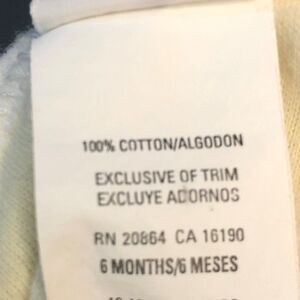 100% COTTON/ALGODON
EXCLUSIVE OF TRIM
EXCLUYE ADORNOS
RN 20864 CA 16190
6 MONTHS/6 MESES